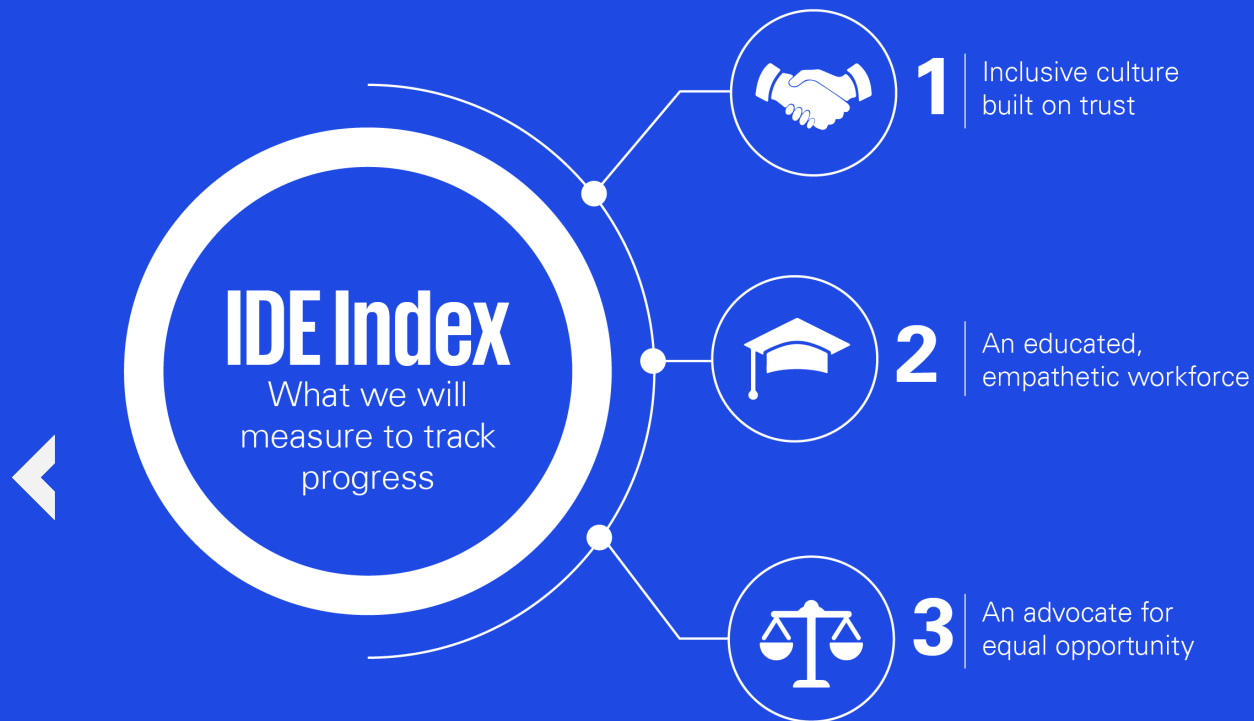 IDE Index
What we will
measure to track
progress
1
Inclusive culture
built on trust
2
An educated,
empathetic workforce
3
An advocate for
equal opportunity